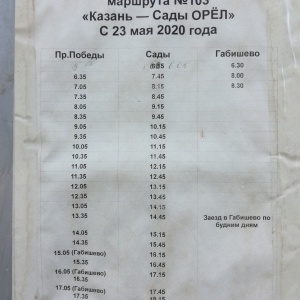 маршрута №103
«Казань — Сады ОРЁЛ»
С 23 мая 2020 года
Пр.Победы Сады Габишево
6.30
6.35 7.45 8.00
7.05 8.15 8.30
7.35 8.45
8.05 9.15
8.35 9.45
9.05 10.15
9.35 10.45
10.05 11.15
10.35 11.45
11.05 12.15
11.35 12.45
12.05 13.15
12.35 13.45
13.05 14.15
13.35 14.45 Заезд в Габишево по
будним дням
14.05 15.15
14.35 15.45
15.05 (Габишево) 16.15
15.35 16.45
16.05 (Габишево) 17.15
16.35
17.05 (Габишево) 17.45
17.35 18.15